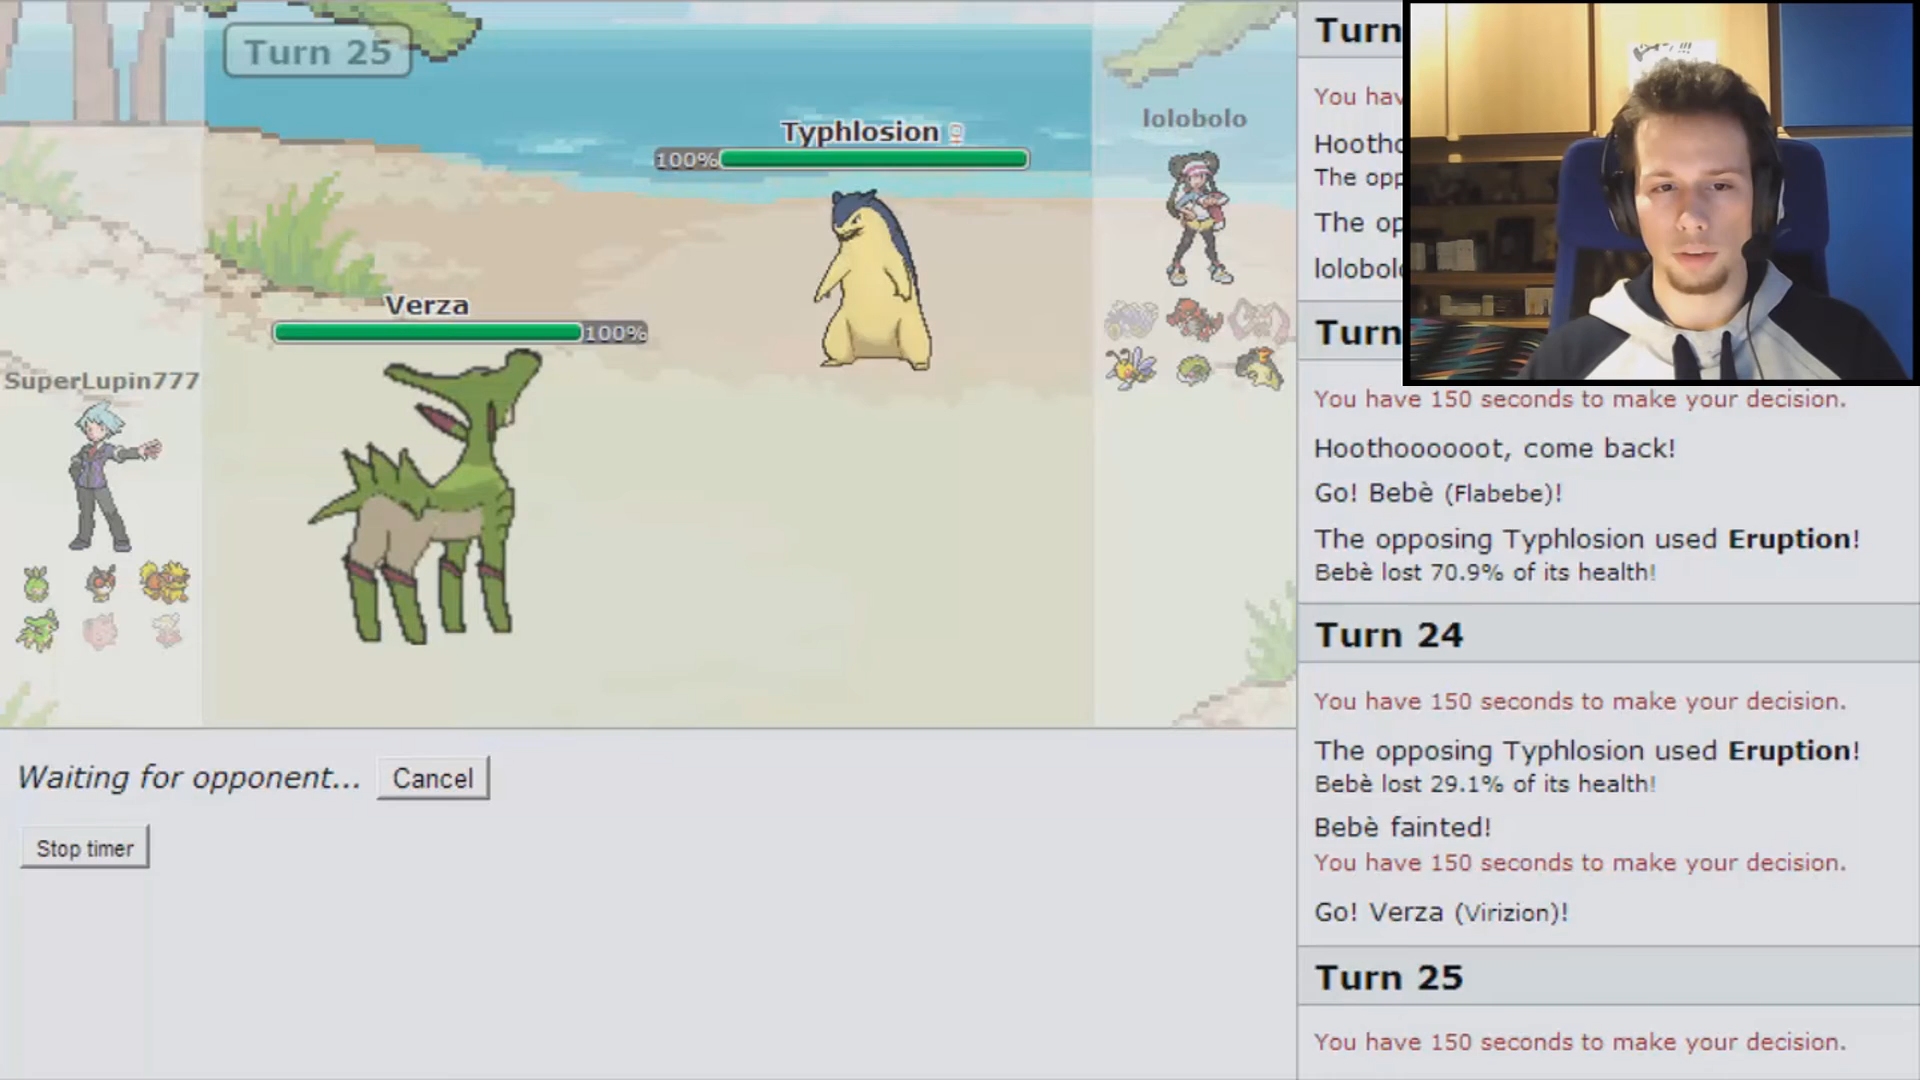 Turn 25
Typhlosion
100%
lolobolo
Verza
100%
SuperLupin777
Waiting for opponent... Cancel
Stop timer
Turn
You hav
The opp
The op
Turn
You have 150 seconds to make your decision.
Hoothoooooot, come back!
Go! Bebè (Flabebe)!
The opposing Typhlosion used Eruption!
Bebè lost 70.9% of its health!
Turn 24
You have 150 seconds to make your decision.
The opposing Typhlosion used Eruption!
Bebè lost 29.1% of its health!
Bebè fainted!
You have 150 seconds to make your decision.
Go! Verza (Virizion)!
Turn 25
You have 150 seconds to make your decision.